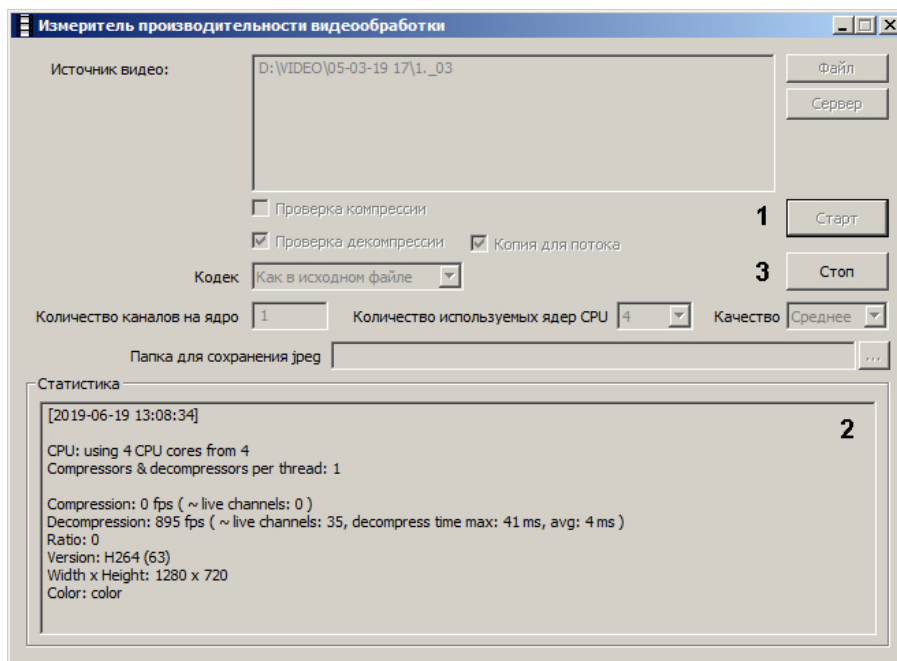 Измеритель производительности видеообработки
Источник видео:
D:\VIDEO\05-03-19 17\1._03
Файл
Сервер
Проверка компрессии
1
Старт
Проверка декомпрессии
Копия для потока
Кодек
Как в исходном файле
3
Стоп
Количество каналов на ядро
1
Количество используемых ядер CPU
4
Качество
Среднее
Папка для сохранения jpeg
...
Статистика
[2019-06-19 13:08:34]
2
CPU: using 4 CPU cores from 4
Compressors & decompressors per thread: 1
Compression: 0 fps ( ~ live channels: 0 )
Decompression: 895 fps ( ~ live channels: 35, decompress time max: 41 ms, avg: 4 ms )
Ratio: 0
Version: H264 (63)
Width x Height: 1280 x 720
Color: color